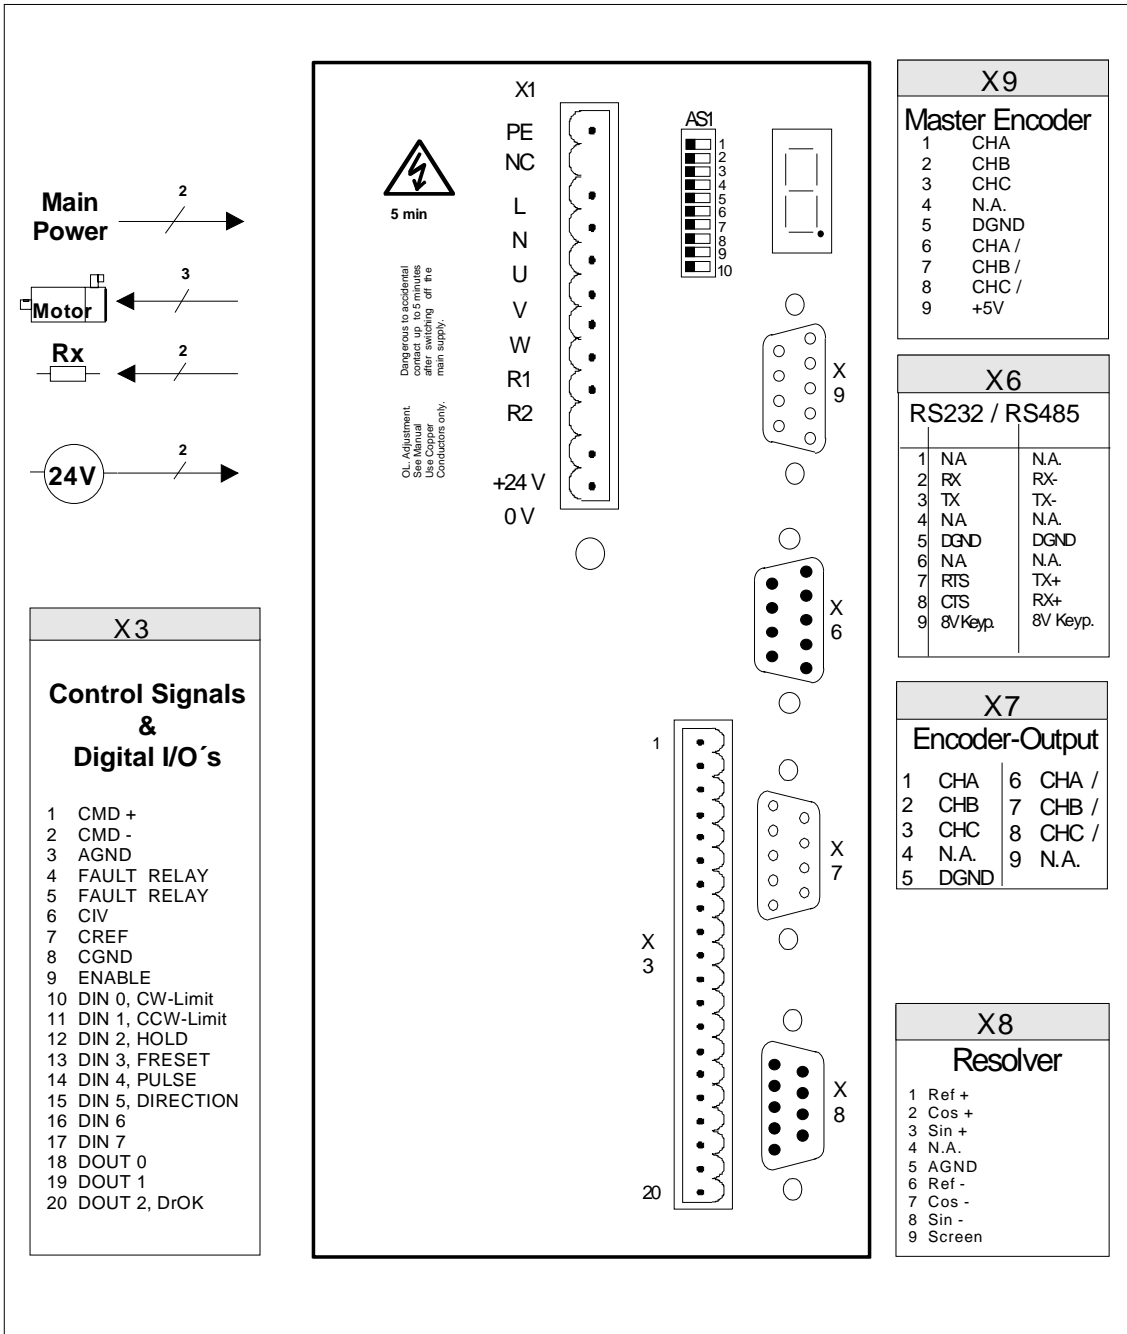 Main
Power
2
Motor
3
Rx
2
24V
2
X3
Control Signals
&
Digital I/O´s
1 CMD +
2 CMD -
3 AGND
4 FAULT RELAY
5 FAULT RELAY
6 CIV
7 CREF
8 CGND
9 ENABLE
10 DIN 0, CW-Limit
11 DIN 1, CCW-Limit
12 DIN 2, HOLD
13 DIN 3, FRESET
14 DIN 4, PULSE
15 DIN 5, DIRECTION
16 DIN 6
17 DIN 7
18 DOUT 0
19 DOUT 1
20 DOUT 2, DrOK
5 min
Dangerous to accidental
contact up to 5 minutes
after switching off the
main supply.
OL. Adjustment.
See Manual
Use Copper
Conductors only.
X1
PE
NC
L
N
U
V
W
R1
R2
+24 V
0 V
AS1
1
2
3
4
5
6
7
8
9
10
X
9
X
6
1
X
7
X
3
X
8
20
X9
Master Encoder
1 CHA
2 CHB
3 CHC
4 N.A.
5 DGND
6 CHA /
7 CHB /
8 CHC /
9 +5V
X6
RS232 / RS485
1 NA N.A.
2 RX RX-
3 TX TX-
4 NA N.A.
5 DGND DGND
6 NA N.A.
7 RTS TX+
8 CTS RX+
9 8V Keyp. 8V Keyp.
X7
Encoder-Output
1 CHA 6 CHA /
2 CHB 7 CHB /
3 CHC 8 CHC /
4 N.A. 9 N.A.
5 DGND
X8
Resolver
1 Ref +
2 Cos +
3 Sin +
4 N.A.
5 AGND
6 Ref -
7 Cos -
8 Sin -
9 Screen